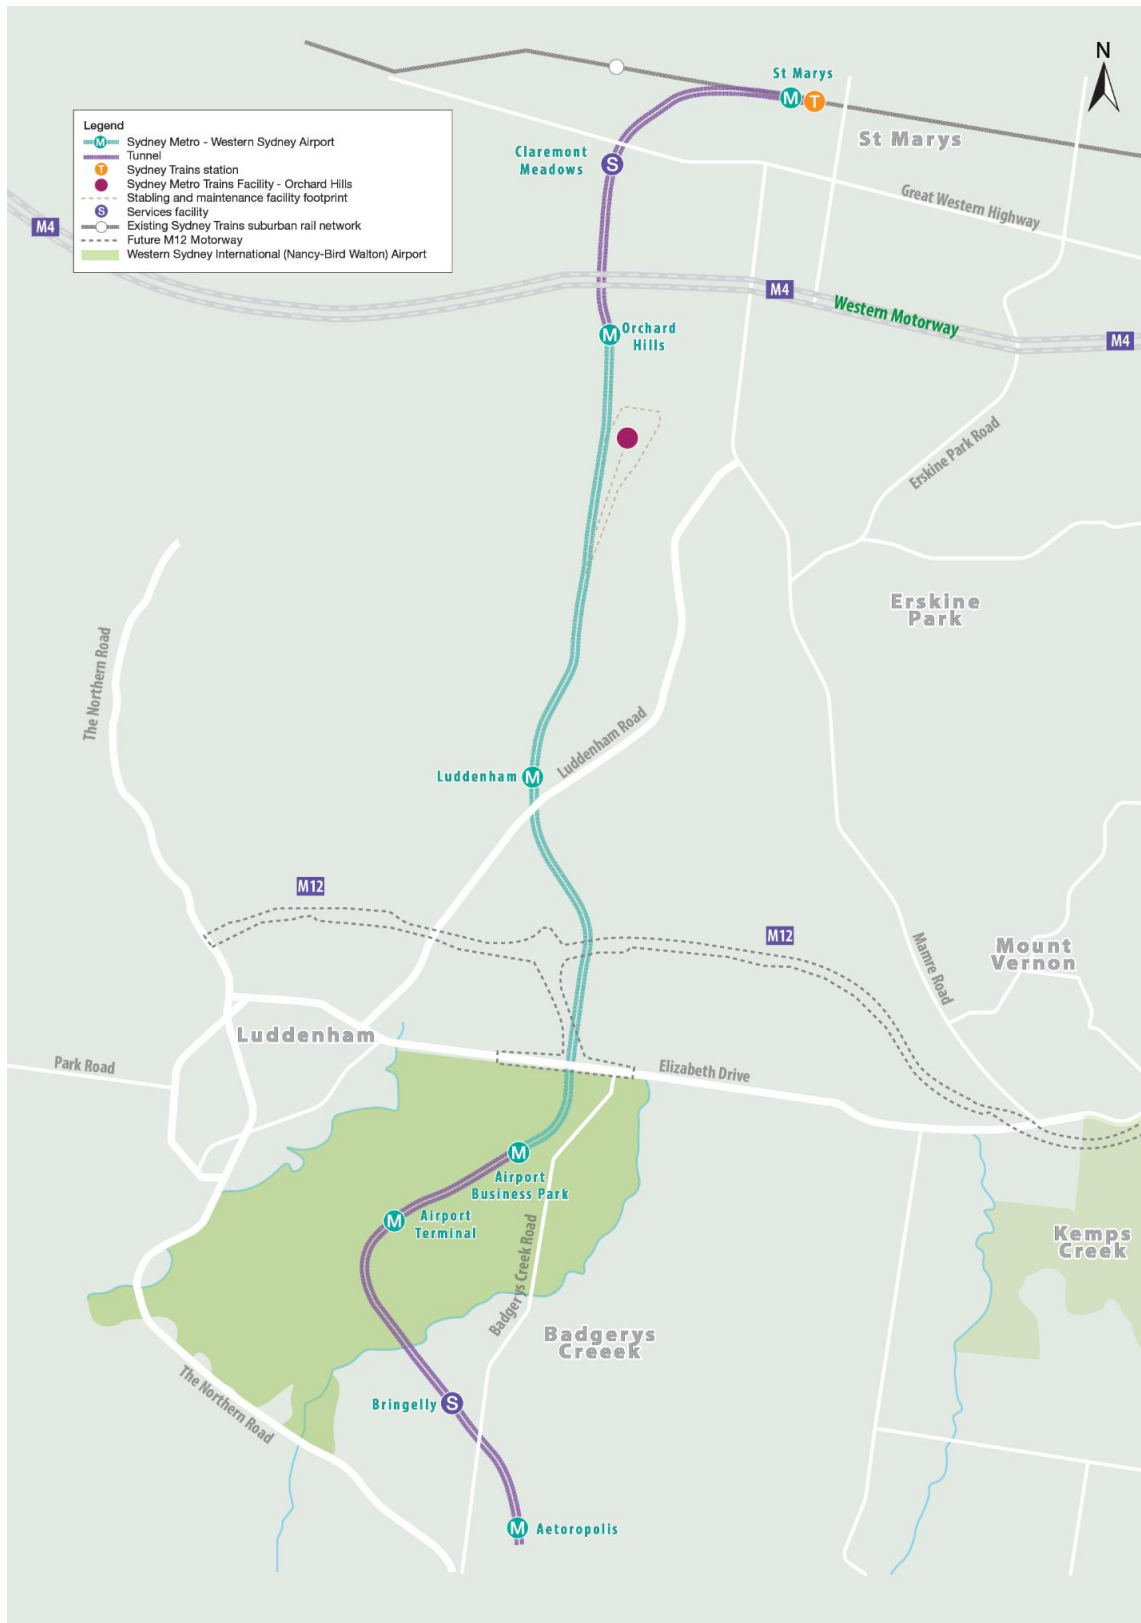 N
St Marys
M
T
St Marys
Legend
M
Sydney Metro - Western Sydney Airport
Tunnel
T
Sydney Trains station
Sydney Metro Trains Facility - Orchard Hills
Stabling and maintenance facility footprint
S
Services facility
Existing Sydney Trains suburban rail network
Future M12 Motorway
Western Sydney International (Nancy-Bird Walton) Airport
Claremont
Meadows
S
Great Western Highway
M4
M4
Western Motorway
M4
M
Orchard
Hills
Erskine Park Road
Erskine
Park
The Northern Road
Luddenham Road
Luddenham
M
M12
M12
Mamre Road
Mount
Vernon
Luddenham
Park Road
Elizabeth Drive
M
Airport
Business Park
M
Airport
Terminal
Badgerys Creek Road
Kemps
Creek
Badgerys
Creeek
The Northern Road
Bringelly
S
M
Aetoropolis